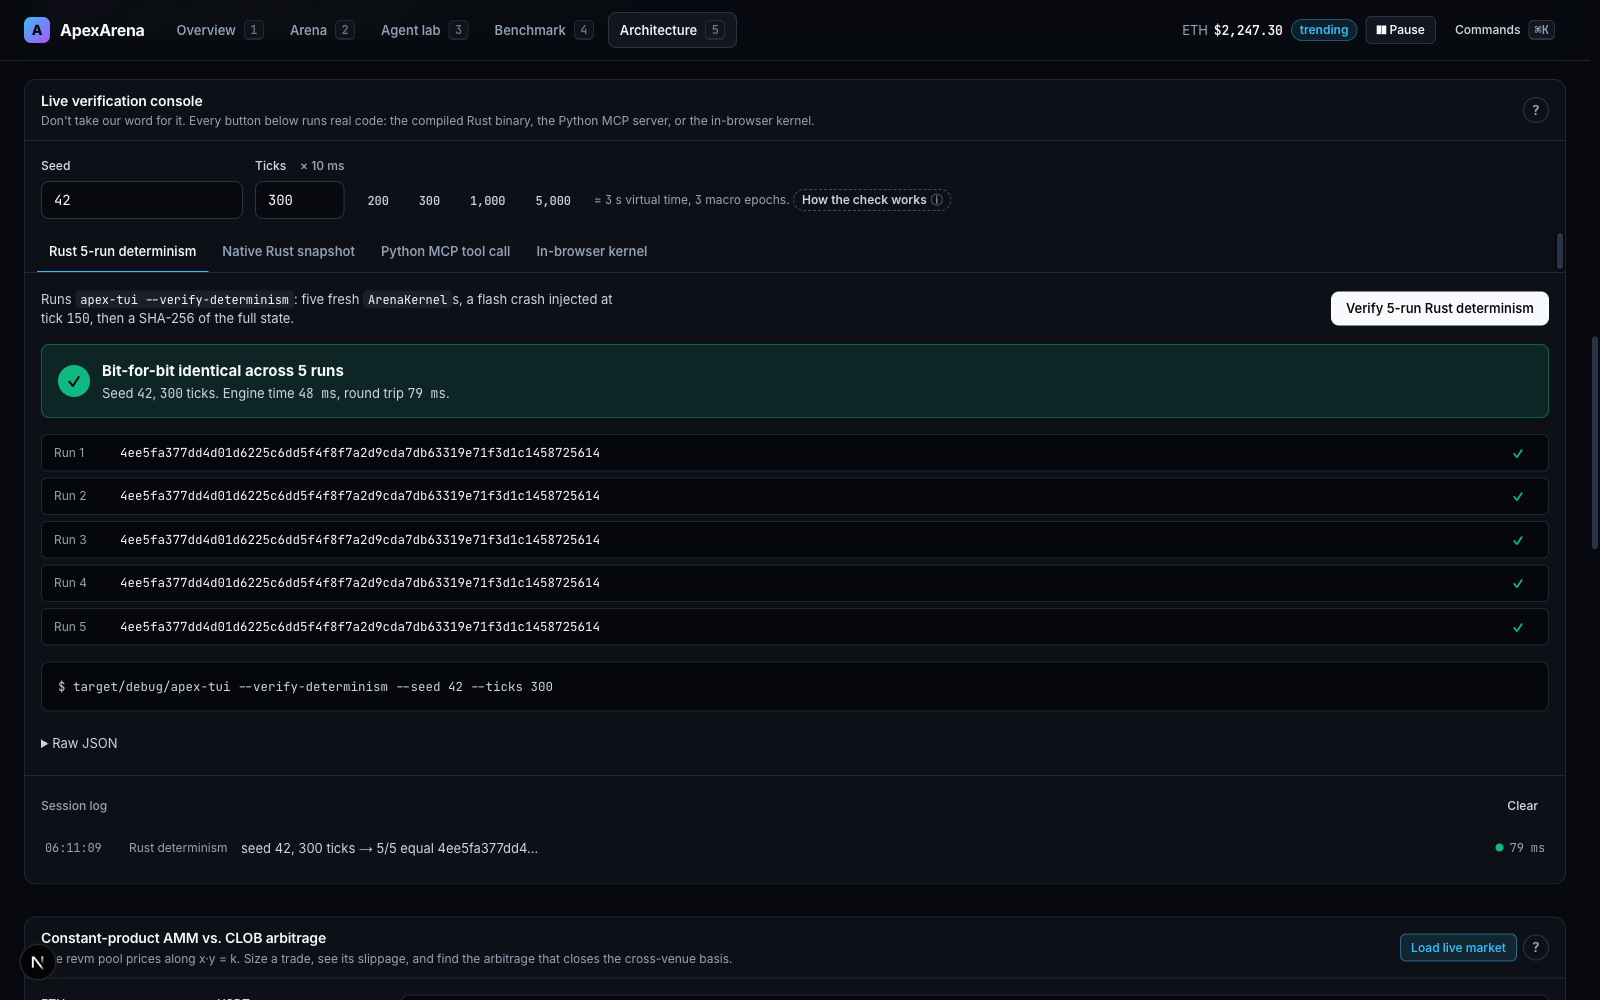 A ApexArena Overview 1 Arena 2 Agent lab 3 Benchmark 4 Architecture 5 ETH $2,247.30 trending Pause Commands ⌘K
Live verification console
Don't take our word for it. Every button below runs real code: the compiled Rust binary, the Python MCP server, or the in-browser kernel.
?
Seed Ticks × 10 ms
42 300 200 300 1,000 5,000 = 3 s virtual time, 3 macro epochs. How the check works ⓘ
Rust 5-run determinism Native Rust snapshot Python MCP tool call In-browser kernel
Runs apex-tui --verify-determinism: five fresh ArenaKernels, a flash crash injected at
tick 150, then a SHA-256 of the full state.
Verify 5-run Rust determinism
Bit-for-bit identical across 5 runs
Seed 42, 300 ticks. Engine time 48 ms, round trip 79 ms.
Run 1 4ee5fa377dd4d01d6225c6dd5f4f8f7a2d9cda7db63319e71f3d1c1458725614 ✓
Run 2 4ee5fa377dd4d01d6225c6dd5f4f8f7a2d9cda7db63319e71f3d1c1458725614 ✓
Run 3 4ee5fa377dd4d01d6225c6dd5f4f8f7a2d9cda7db63319e71f3d1c1458725614 ✓
Run 4 4ee5fa377dd4d01d6225c6dd5f4f8f7a2d9cda7db63319e71f3d1c1458725614 ✓
Run 5 4ee5fa377dd4d01d6225c6dd5f4f8f7a2d9cda7db63319e71f3d1c1458725614 ✓
$ target/debug/apex-tui --verify-determinism --seed 42 --ticks 300
Raw JSON
Session log Clear
06:11:09 Rust determinism seed 42, 300 ticks → 5/5 equal 4ee5fa377dd4… 79 ms
Constant-product AMM vs. CLOB arbitrage
revm pool prices along x·y = k. Size a trade, see its slippage, and find the arbitrage that closes the cross-venue basis.
Load live market ?
N